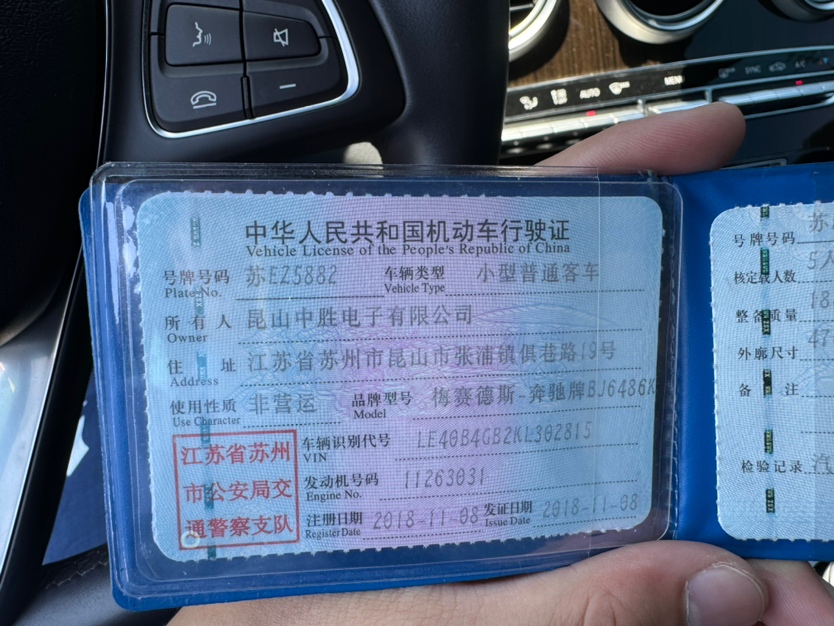 AUTO
MENU
SYNC
A/C
中华人民共和国机动车行驶证
Vehicle License of the People's Republic of China
号牌号码 苏EZ5882 车辆类型 小型普通客车
Plate No. Vehicle Type
所有人 昆山中胜电子有限公司
Owner
住址 江苏省苏州市昆山市张浦镇俱巷路19号
Address
使用性质 非营运 品牌型号 梅赛德斯-奔驰牌BJ6486K
Use Character Model
江苏省苏州
市公安局交
通警察支队
车辆识别代号 LE40B4GB2KL302815
VIN
发动机号码 11263031
Engine No.
注册日期 2018-11-08 发证日期 2018-11-08
Register Date Issue Date
号牌号码 苏
核定载人数 5人
整备质量 18
外廓尺寸 47
备注
检验记录 汽